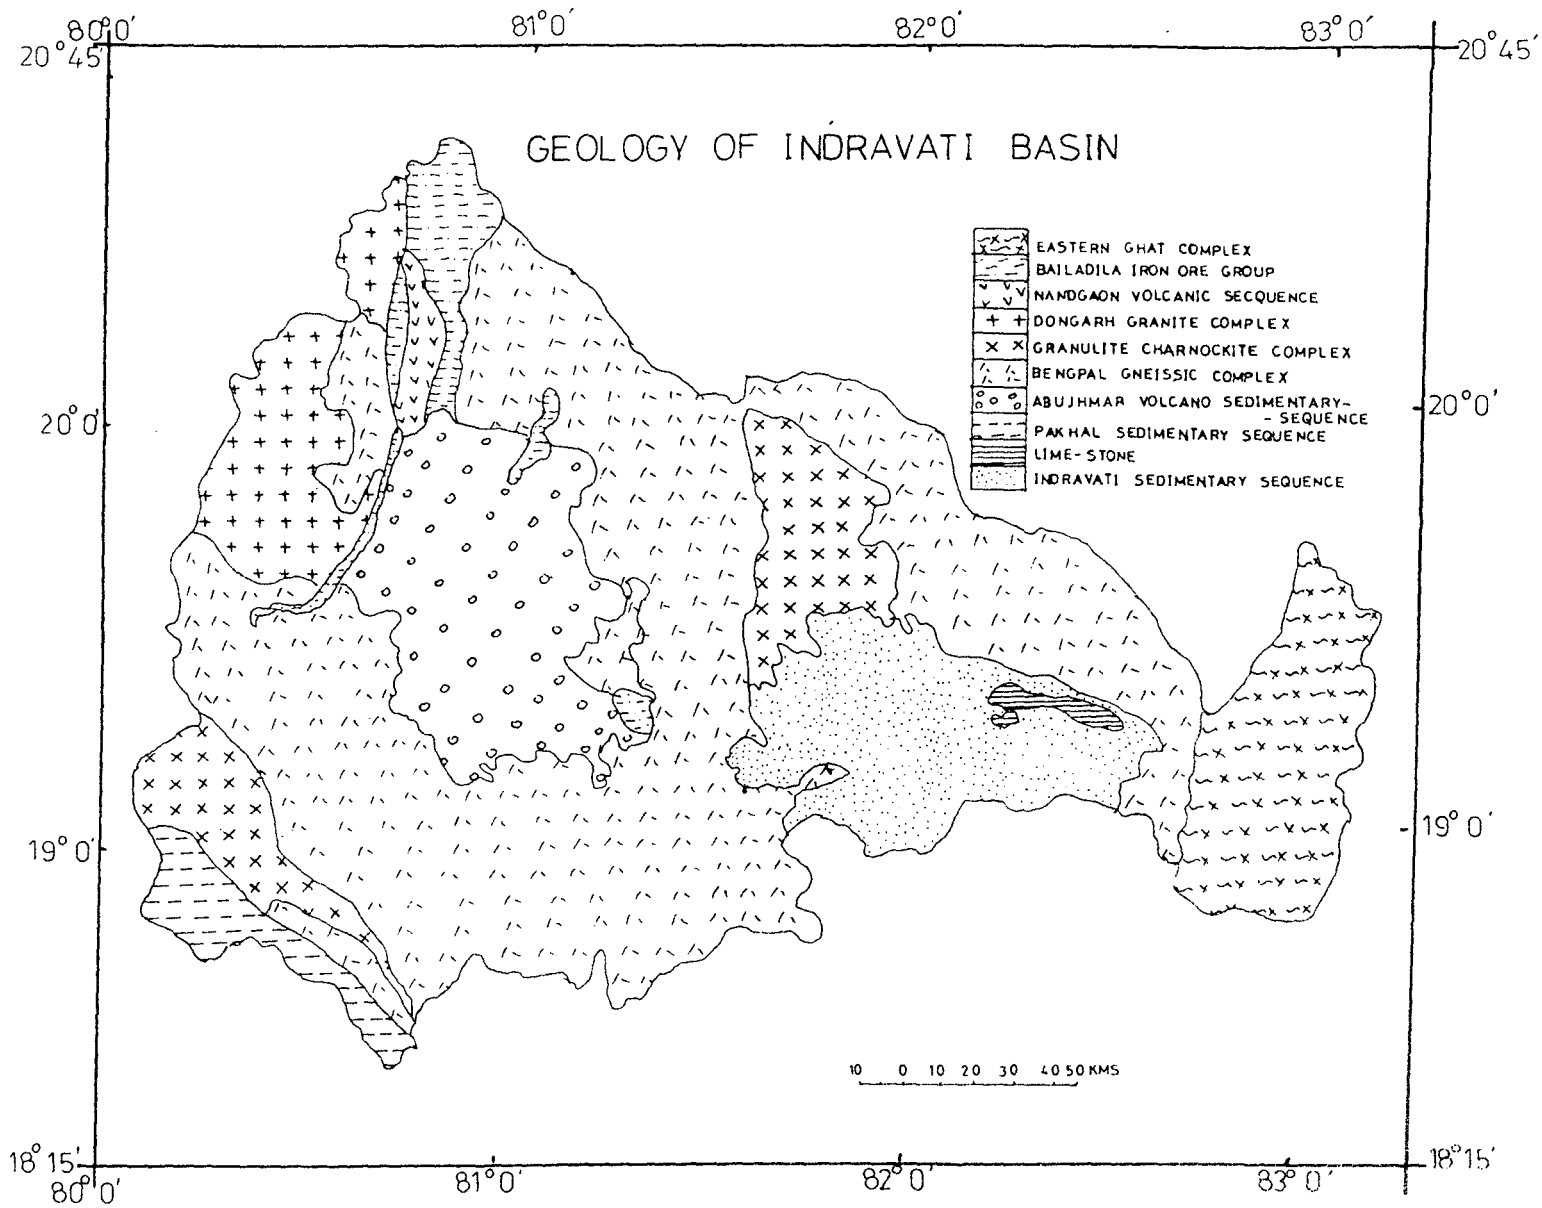 80°0' 81°0' 82°0' 83°0'
20°45' 20°45'
GEOLOGY OF INDRAVATI BASIN
EASTERN GHAT COMPLEX
BAILADILA IRON ORE GROUP
NANDGAON VOLCANIC SECQUENCE
DONGARH GRANITE COMPLEX
GRANULITE CHARNOCKITE COMPLEX
BENGPAL GNEISSIC COMPLEX
ABUJHMAR VOLCANO SEDIMENTARY-
-SEQUENCE
PAKHAL SEDIMENTARY SEQUENCE
LIME-STONE
INDRAVATI SEDIMENTARY SEQUENCE
20°0' 20°0'
19°0' 19°0'
10 0 10 20 30 40 50 KMS
18°15' 18°15'
80°0' 81°0' 82°0' 83°0'